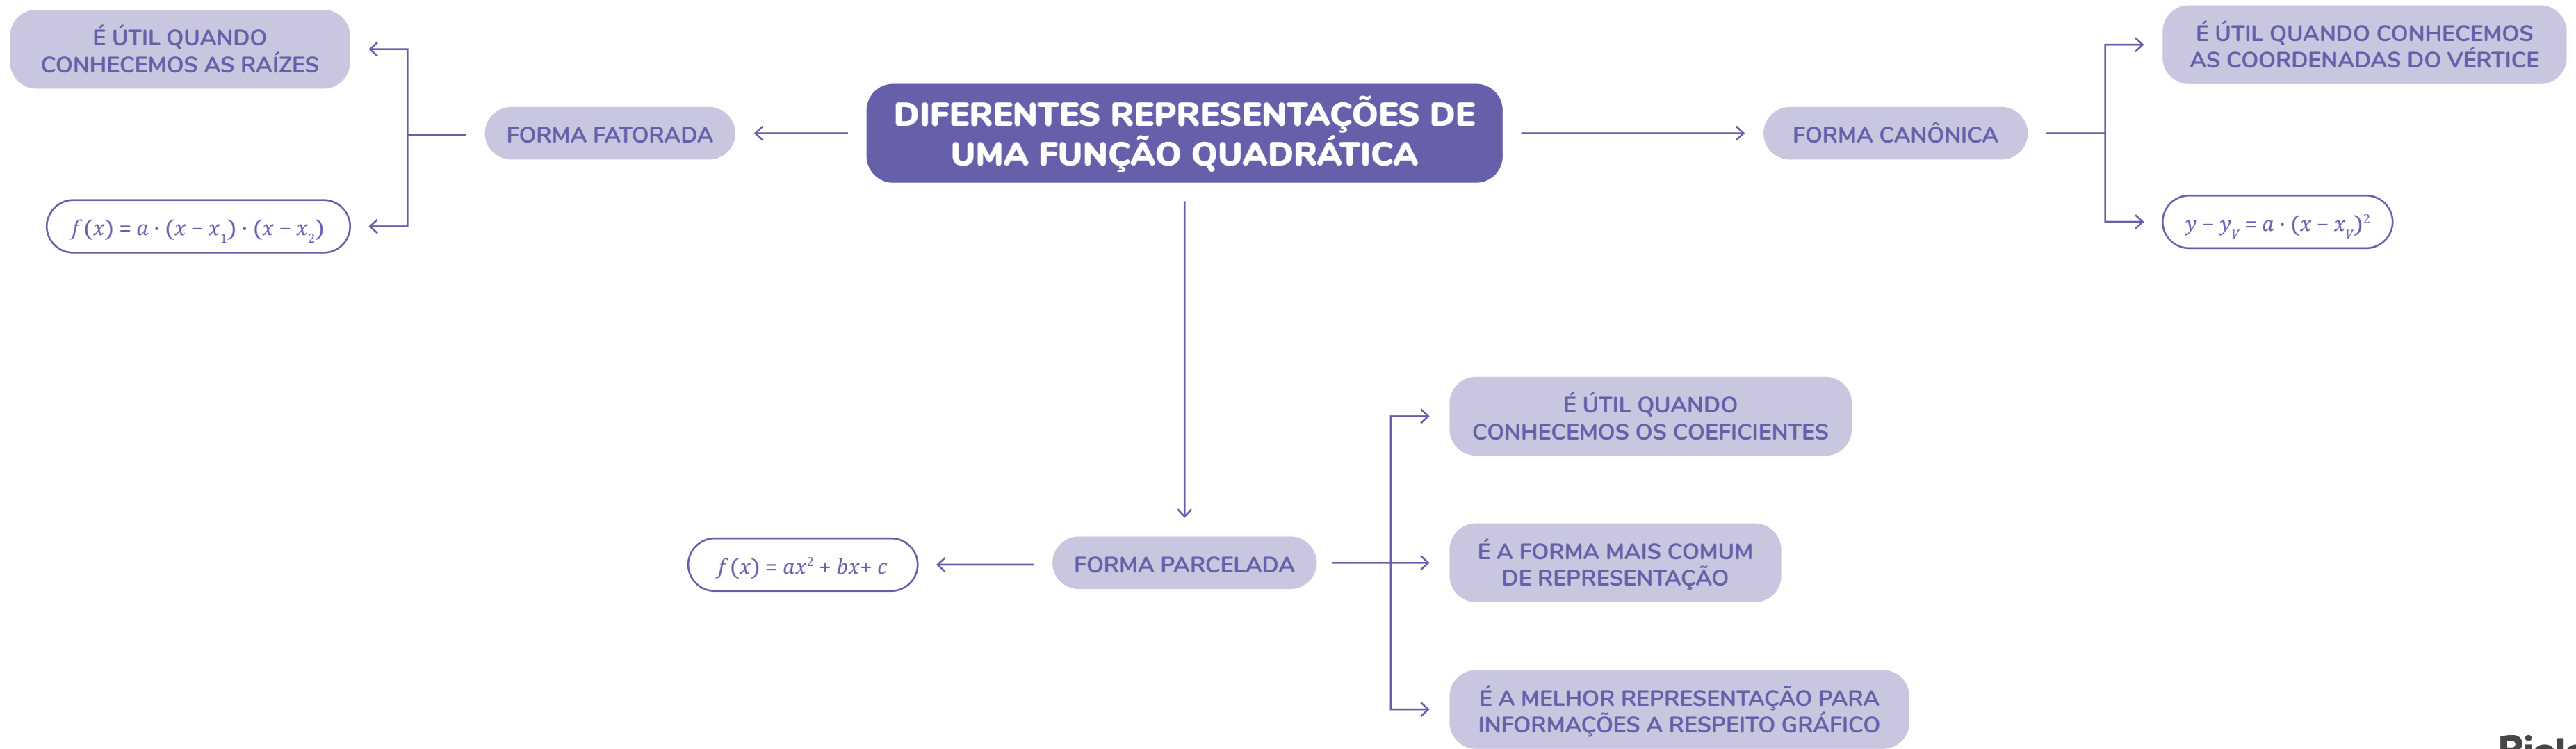 É ÚTIL QUANDO
CONHECEMOS AS RAÍZES
FORMA FATORADA
f (x) = a · (x − x₁) · (x − x₂)
DIFERENTES REPRESENTAÇÕES DE
UMA FUNÇÃO QUADRÁTICA
FORMA CANÔNICA
É ÚTIL QUANDO CONHECEMOS
AS COORDENADAS DO VÉRTICE
y − y_V = a · (x − x_V)²
FORMA PARCELADA
f (x) = ax² + bx+ c
É ÚTIL QUANDO
CONHECEMOS OS COEFICIENTES
É A FORMA MAIS COMUM
DE REPRESENTAÇÃO
É A MELHOR REPRESENTAÇÃO PARA
INFORMAÇÕES A RESPEITO GRÁFICO